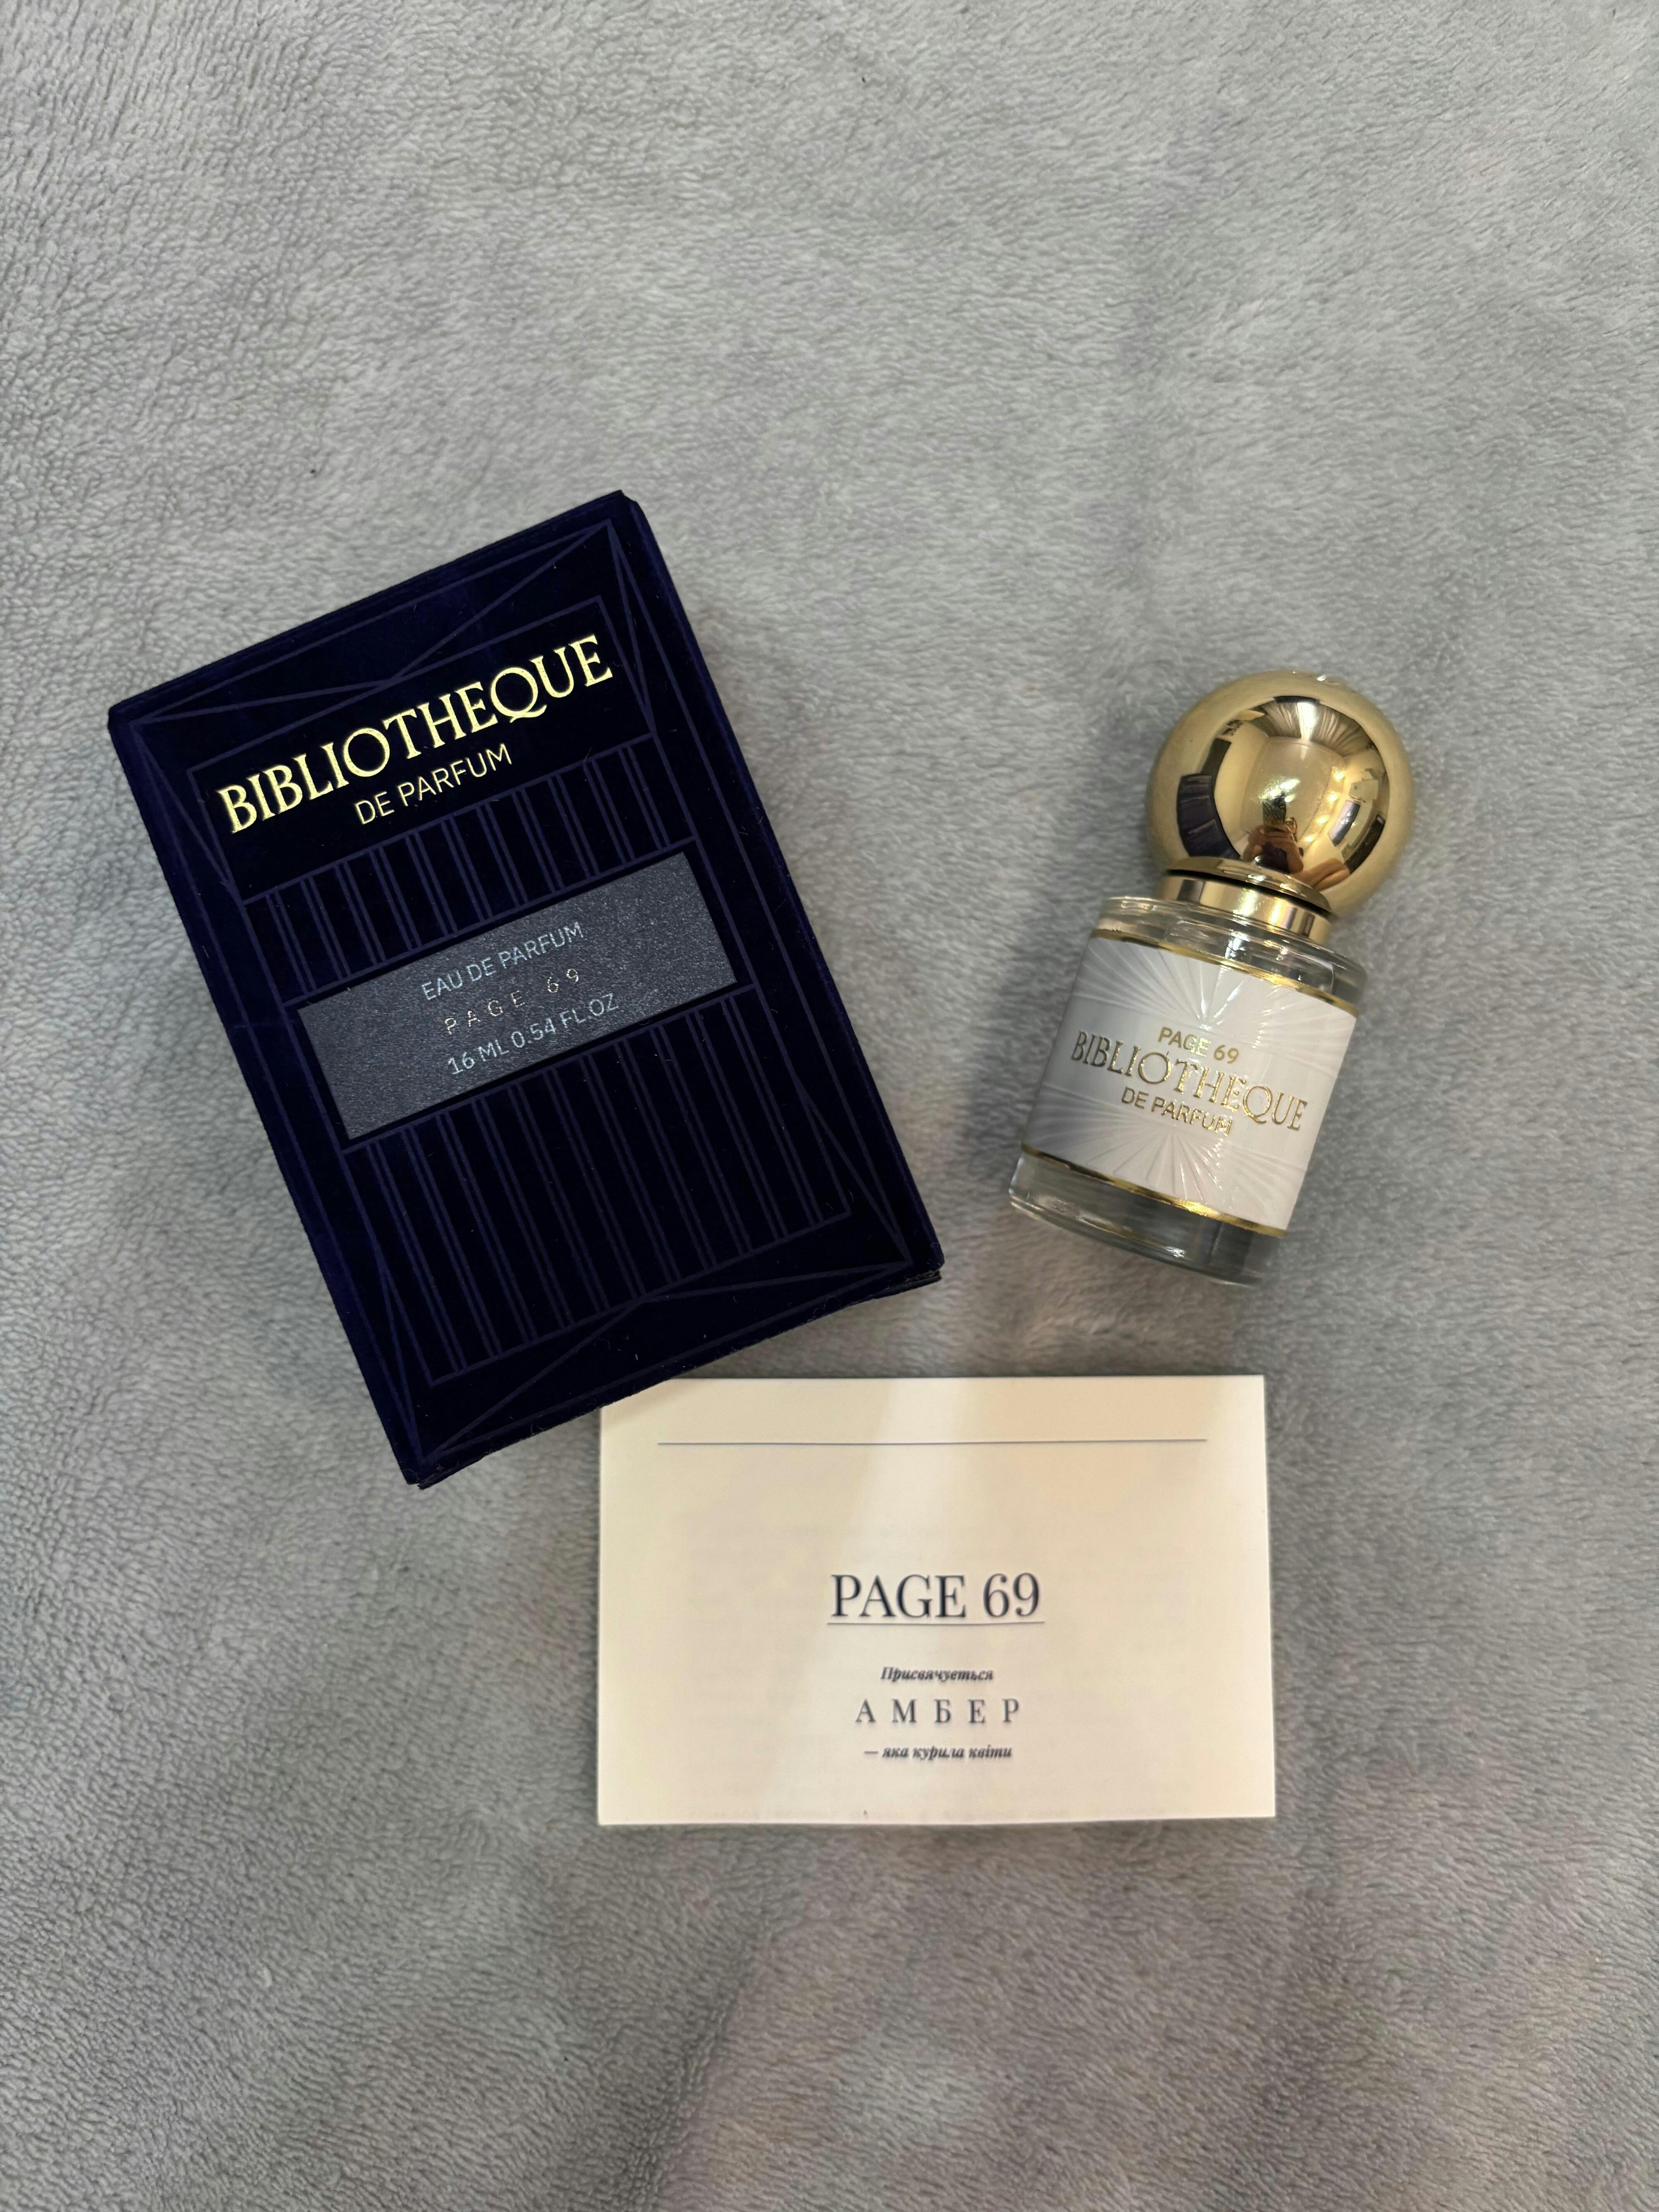 BIBLIOTHEQUE
DE PARFUM
EAU DE PARFUM
PAGE 69
16 ML 0.54 FL.OZ
PAGE 69
BIBLIOTHEQUE
DE PARFUM
PAGE 69
Присвячується
АМБЕР
— яка курила квіти